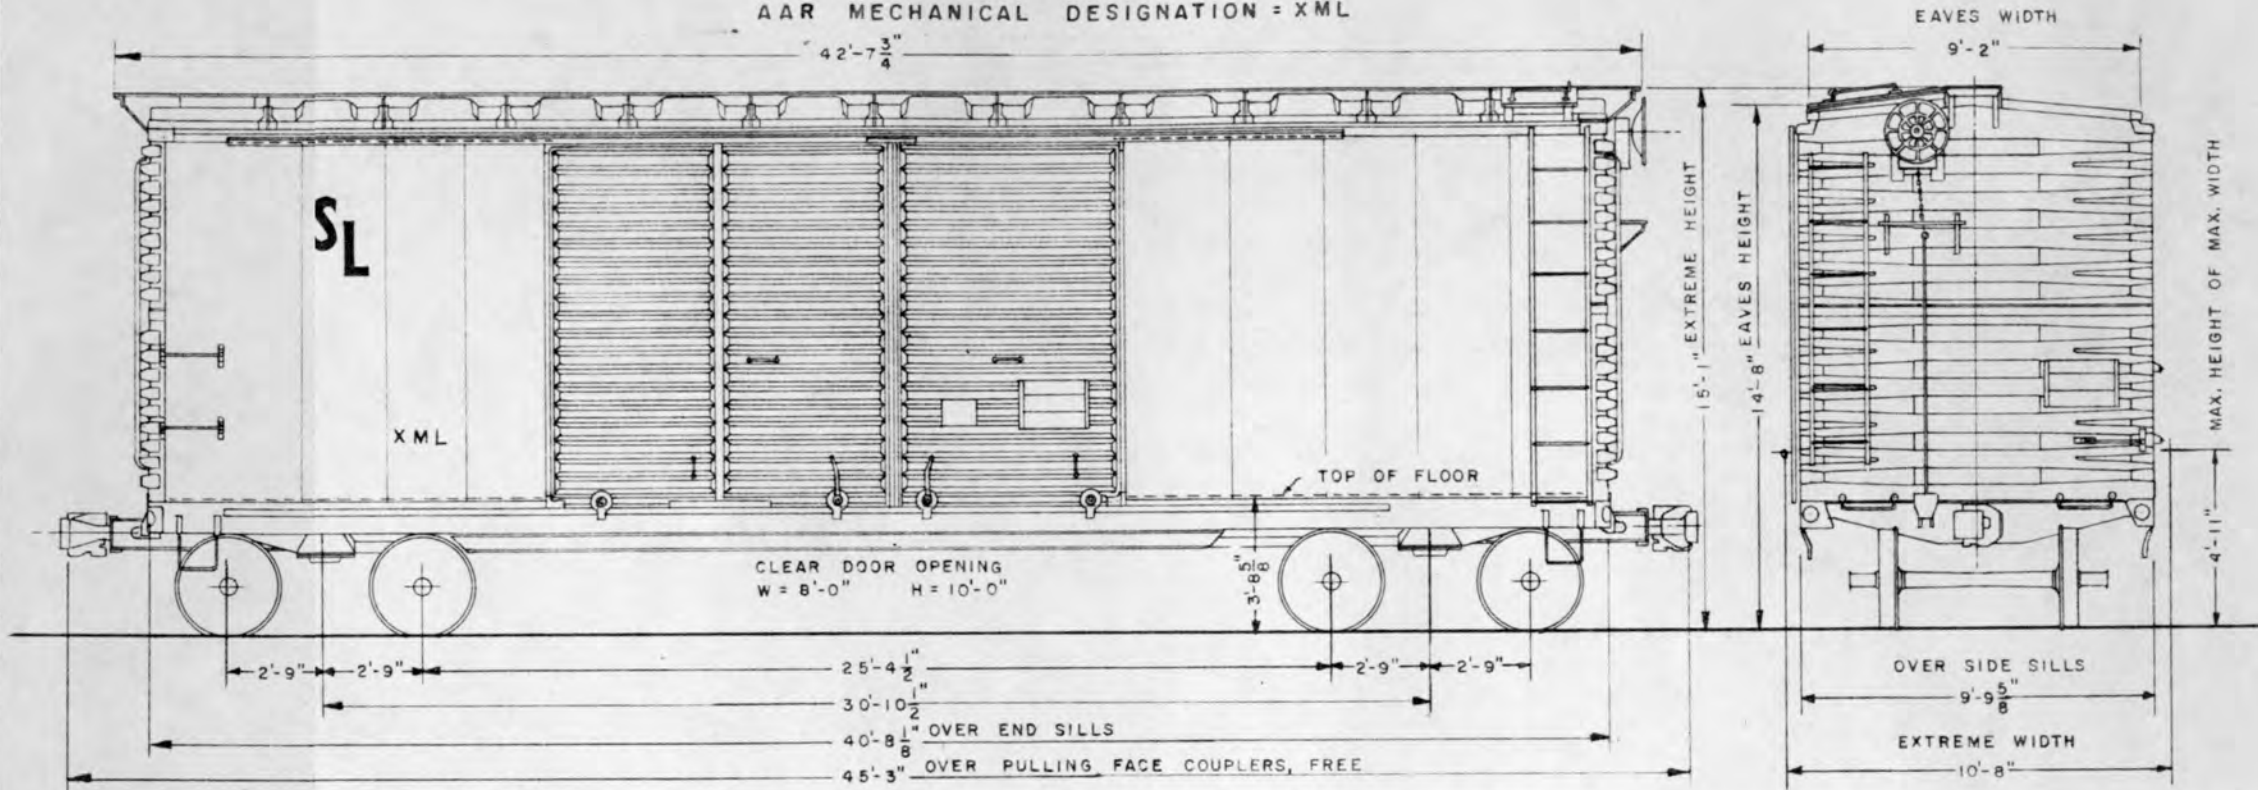 AAR MECHANICAL DESIGNATION = XML
42'-7 3/4"
EAVES WIDTH
9'-2"
SL
XML
TOP OF FLOOR
CLEAR DOOR OPENING
W = 8'-0" H = 10'-0"
3'-8 5/8"
15'-1" EXTREME HEIGHT
14'-8" EAVES HEIGHT
4'-11" MAX. HEIGHT OF MAX. WIDTH
2'-9" 2'-9" 25'-4 1/2" 2'-9" 2'-9"
30'-10 1/2"
40'-8 1/8" OVER END SILLS
45'-3" OVER PULLING FACE COUPLERS, FREE
OVER SIDE SILLS
9'-9 5/8"
EXTREME WIDTH
10'-8"